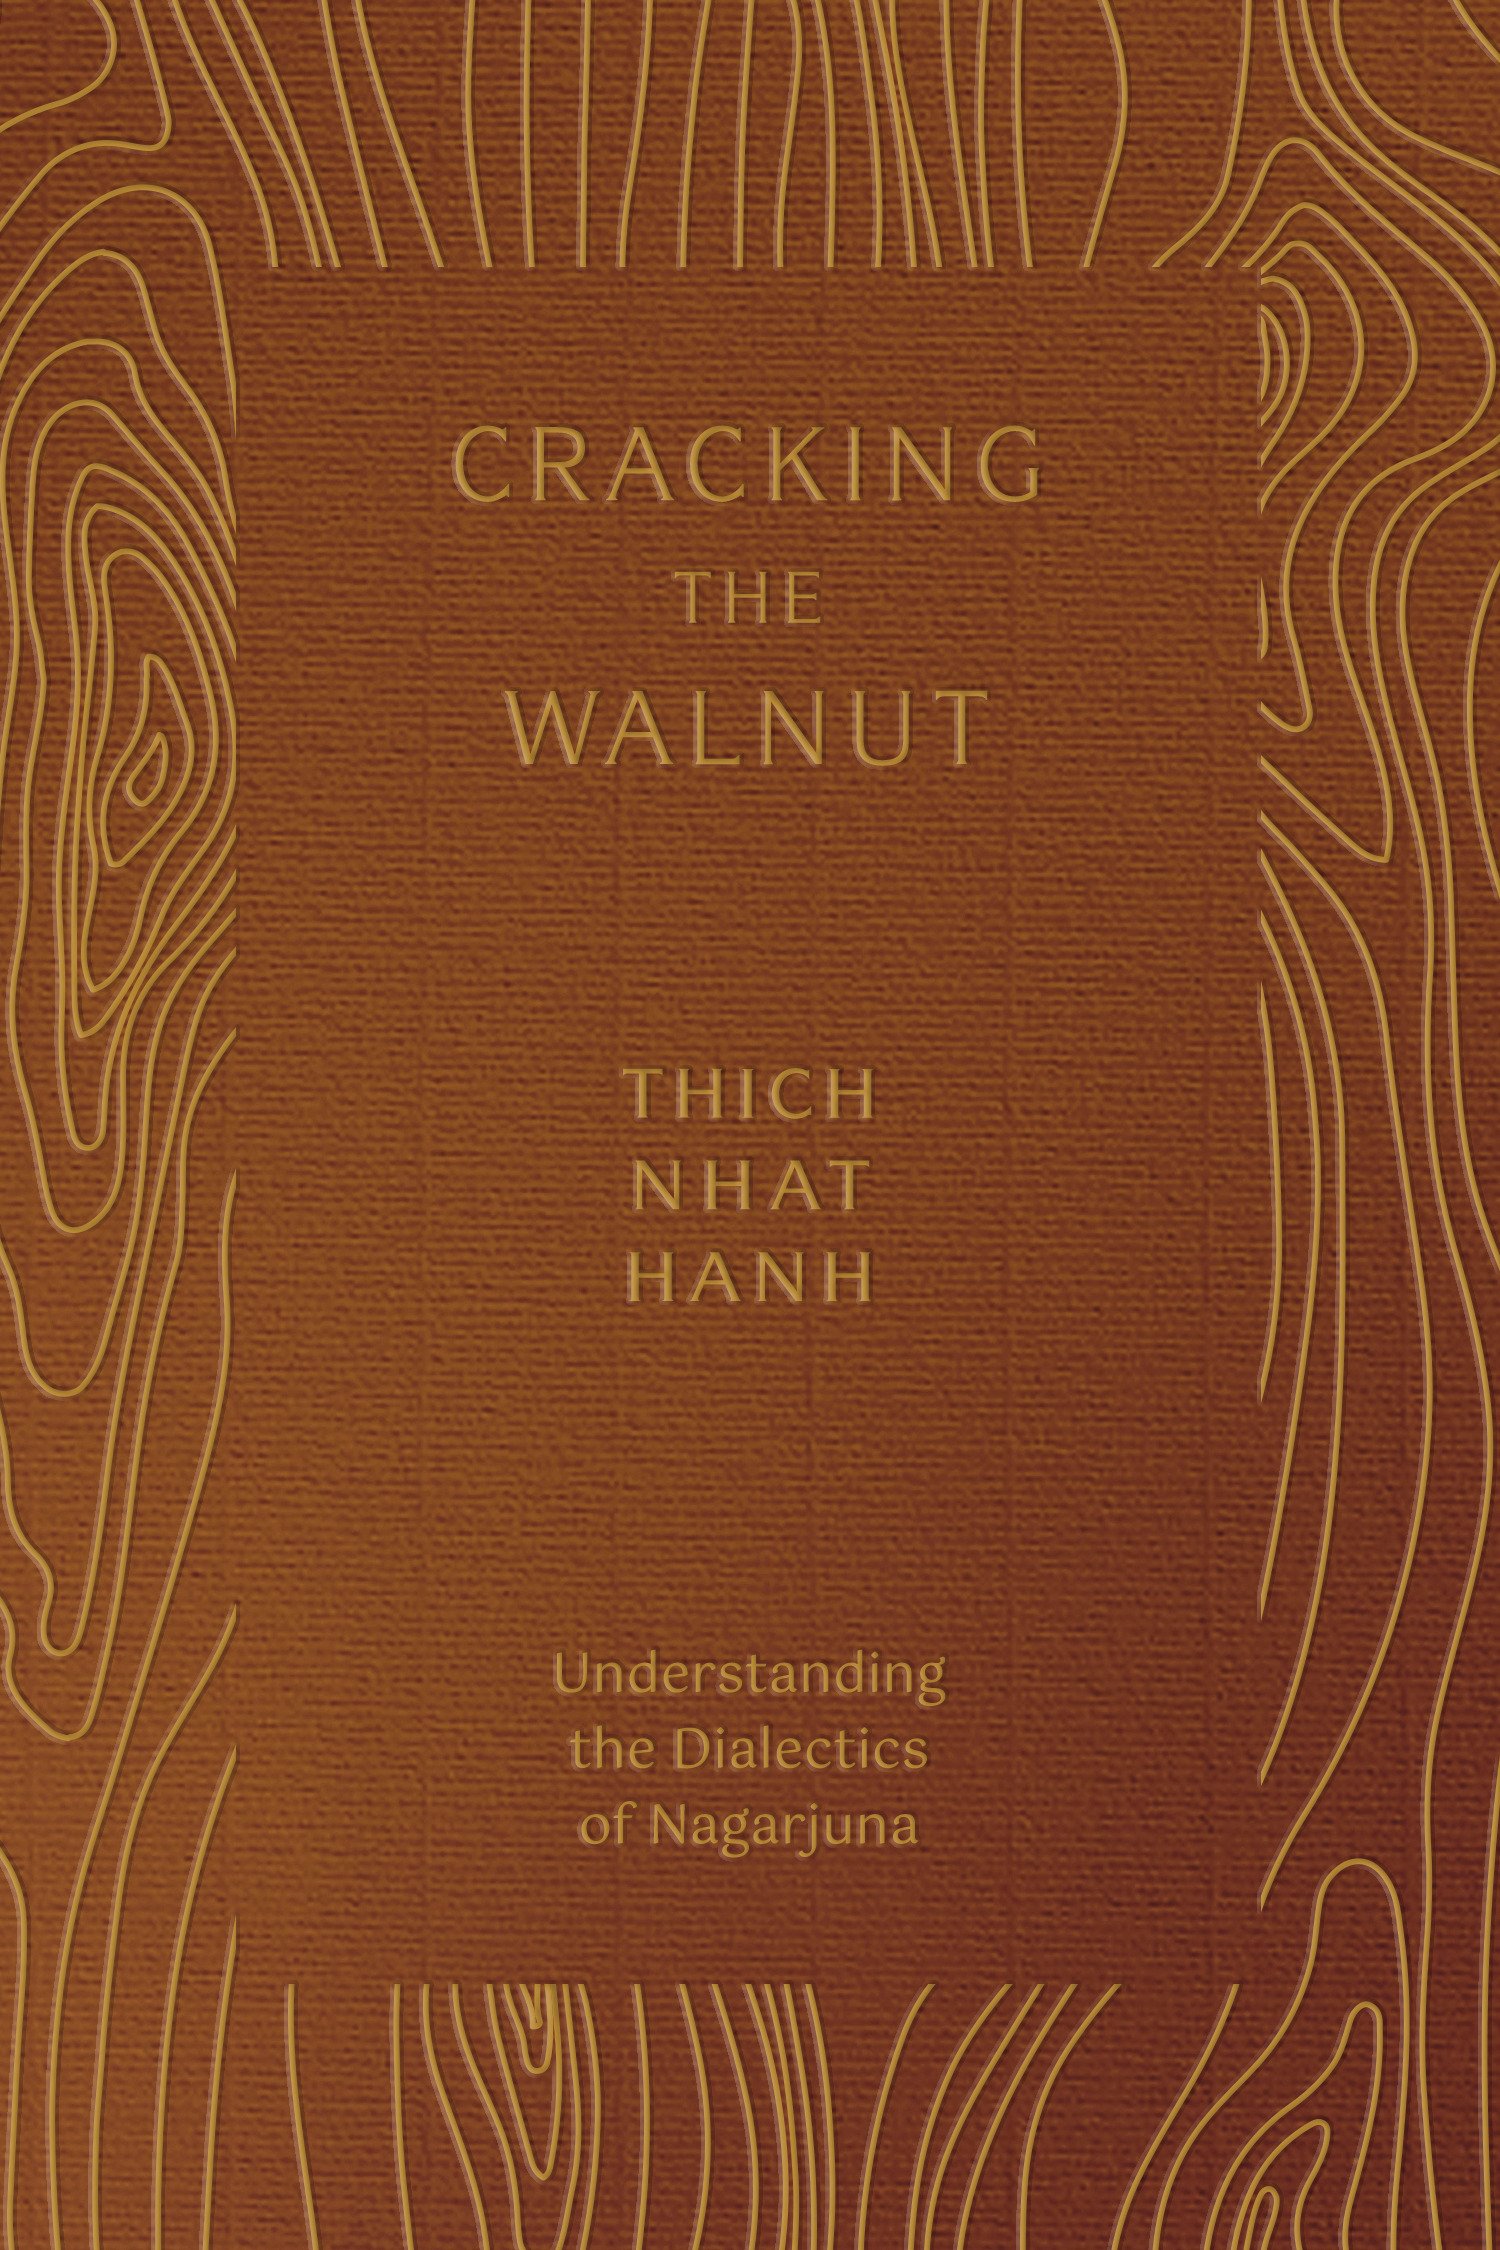 CRACKING
THE
WALNUT
THICH
NHAT
HANH
Understanding
the Dialectics
of Nagarjuna